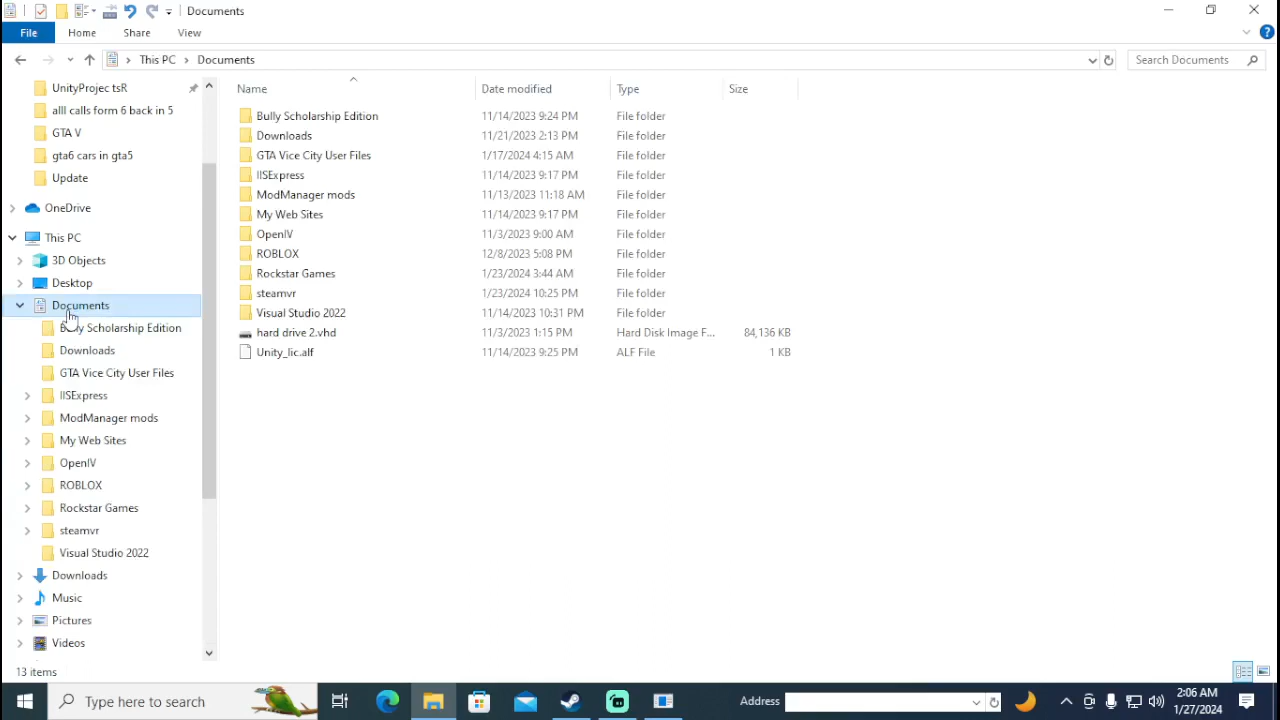 Documents
File Home Share View
This PC Documents Search Documents
UnityProjec tsR
alll calls form 6 back in 5
GTA V
gta6 cars in gta5
Update
OneDrive
This PC
3D Objects
Desktop
Documents
Bully Scholarship Edition
Downloads
GTA Vice City User Files
IISExpress
ModManager mods
My Web Sites
OpenIV
ROBLOX
Rockstar Games
steamvr
Visual Studio 2022
Downloads
Music
Pictures
Videos
Name Date modified Type Size
Bully Scholarship Edition 11/14/2023 9:24 PM File folder
Downloads 11/21/2023 2:13 PM File folder
GTA Vice City User Files 1/17/2024 4:15 AM File folder
IISExpress 11/14/2023 9:17 PM File folder
ModManager mods 11/13/2023 11:18 AM File folder
My Web Sites 11/14/2023 9:17 PM File folder
OpenIV 11/3/2023 9:00 AM File folder
ROBLOX 12/8/2023 5:08 PM File folder
Rockstar Games 1/23/2024 3:44 AM File folder
steamvr 1/23/2024 10:25 PM File folder
Visual Studio 2022 11/14/2023 10:31 PM File folder
hard drive 2.vhd 11/3/2023 1:15 PM Hard Disk Image F... 84,136 KB
Unity_lic.alf 11/14/2023 9:25 PM ALF File 1 KB
13 items
Type here to search Address 2:06 AM
1/27/2024